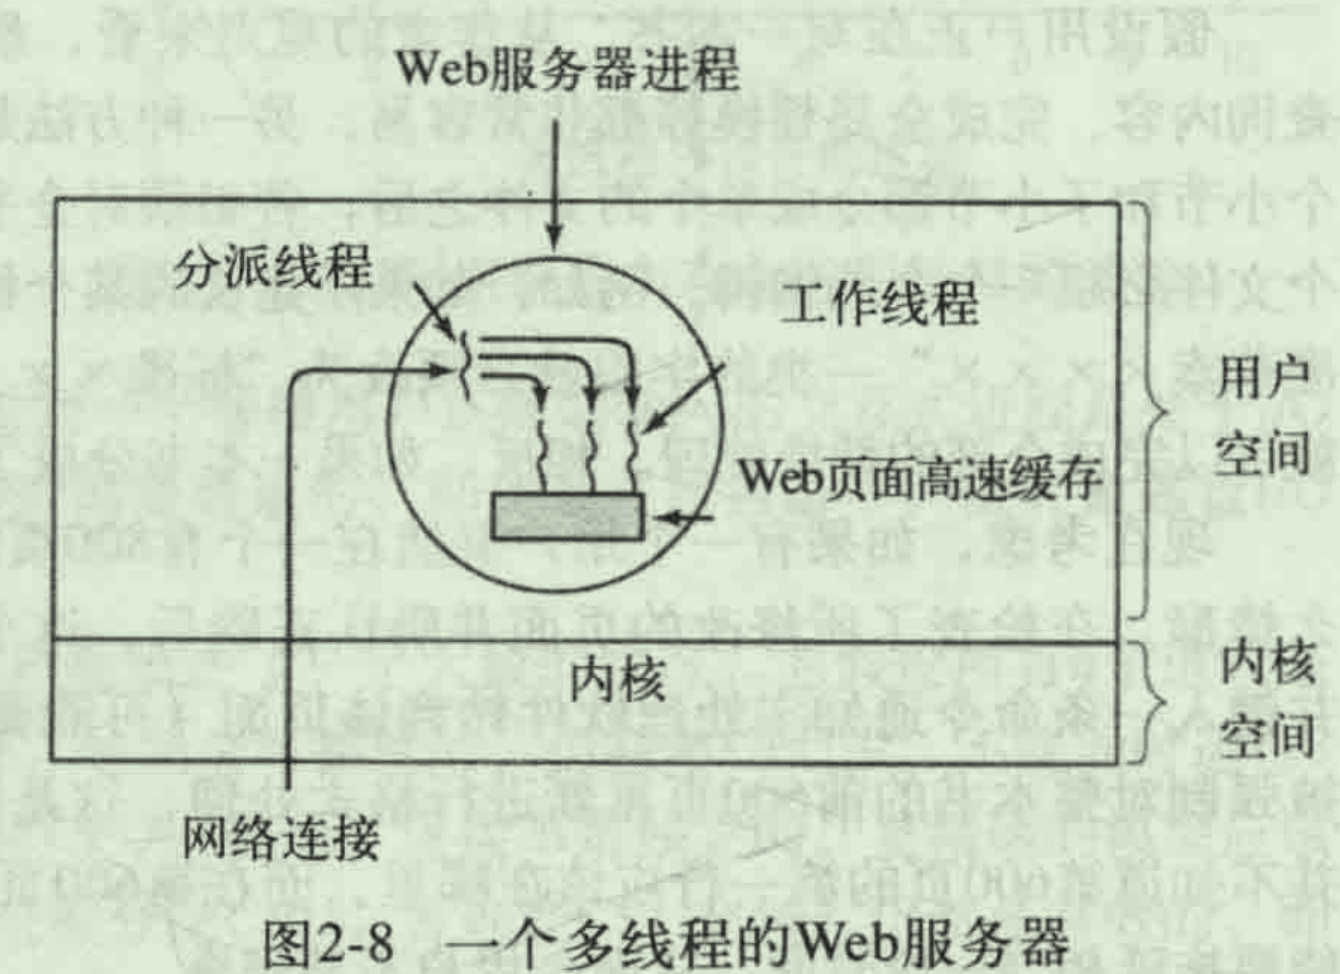 Web服务器进程
分派线程
工作线程
Web页面高速缓存
用户
空间
内核
内核
空间
网络连接
图2-8 一个多线程的Web服务器